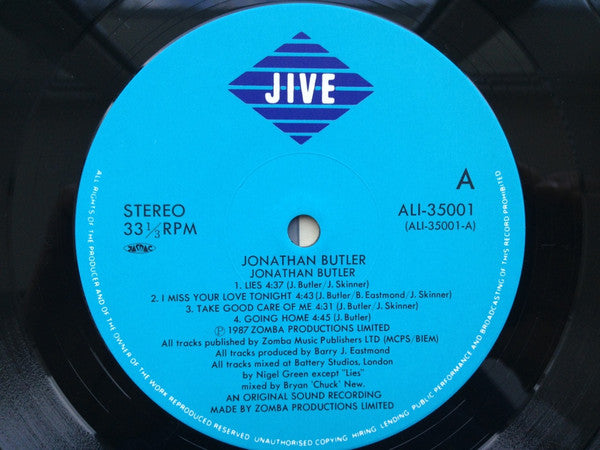 JIVE
A
STEREO
33 1/3 RPM
JASRAC
ALI-35001
(ALI-35001-A)
JONATHAN BUTLER
JONATHAN BUTLER
1. LIES 4:37 (J. Butler/J. Skinner)
2. I MISS YOUR LOVE TONIGHT 4:43 (J. Butler/B. Eastmond/J. Skinner)
3. TAKE GOOD CARE OF ME 4:31 (J. Butler/J. Skinner)
4. GOING HOME 4:45 (J. Butler)
Ⓟ 1987 ZOMBA PRODUCTIONS LIMITED
All tracks published by Zomba Music Publishers LTD (MCPS/BIEM)
All tracks produced by Barry J. Eastmond
All tracks mixed at Battery Studios, London
by Nigel Green except "Lies"
mixed by Bryan 'Chuck' New.
AN ORIGINAL SOUND RECORDING
MADE BY ZOMBA PRODUCTIONS LIMITED
ALL RIGHTS OF THE PRODUCER AND OF THE OWNER OF THE WORK REPRODUCED RESERVED UNAUTHORISED COPYING HIRING LENDING PUBLIC PERFORMANCE AND BROADCASTING OF THIS RECORD PROHIBITED